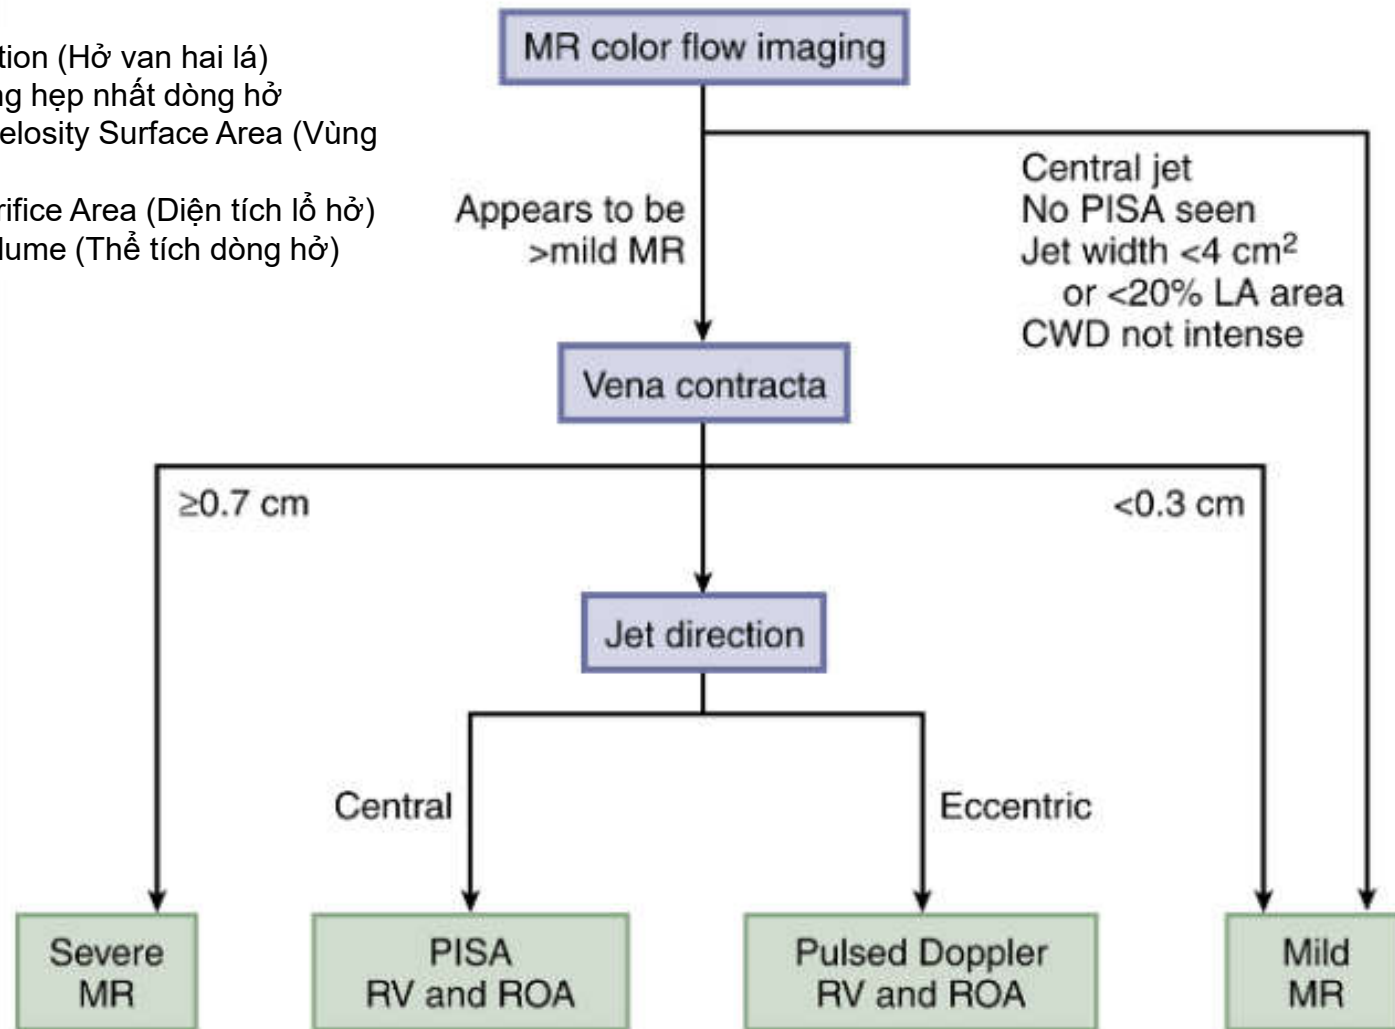 tion (Hở van hai lá)
ng hẹp nhất dòng hở
elosity Surface Area (Vùng
rifice Area (Diện tích lổ hở)
lume (Thể tích dòng hở)
MR color flow imaging
Appears to be
>mild MR
Central jet
No PISA seen
Jet width <4 cm²
or <20% LA area
CWD not intense
Vena contracta
≥0.7 cm
<0.3 cm
Jet direction
Central
Eccentric
Severe
MR
PISA
RV and ROA
Pulsed Doppler
RV and ROA
Mild
MR